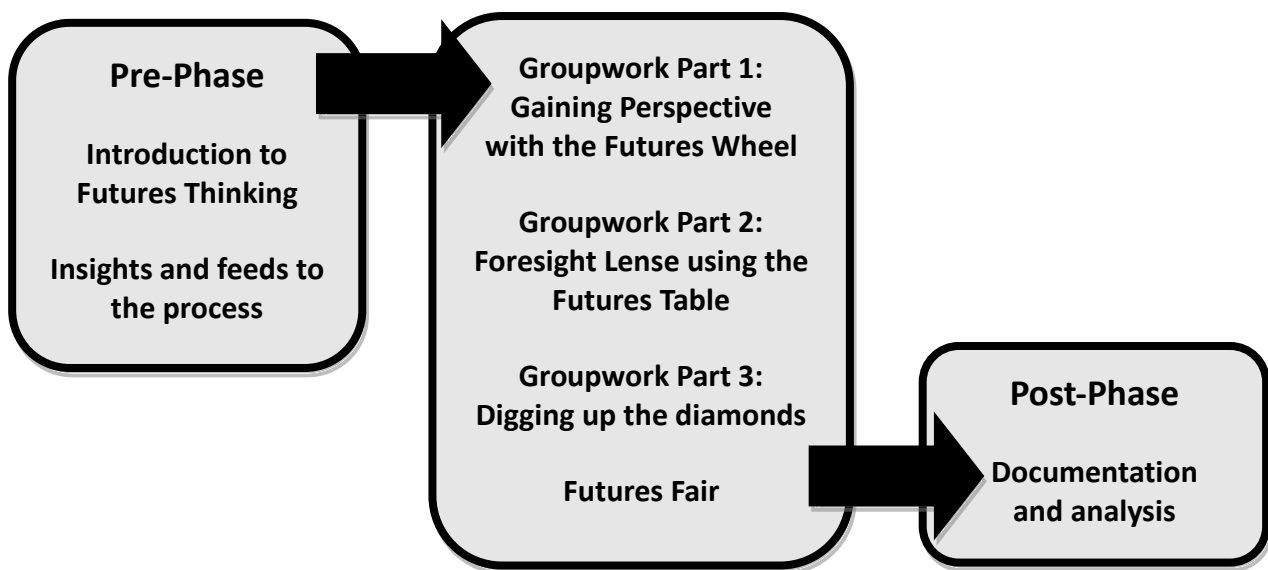 Pre-Phase
Introduction to
Futures Thinking
Insights and feeds to
the process
Groupwork Part 1:
Gaining Perspective
with the Futures Wheel
Groupwork Part 2:
Foresight Lense using the
Futures Table
Groupwork Part 3:
Digging up the diamonds
Futures Fair
Post-Phase
Documentation
and analysis